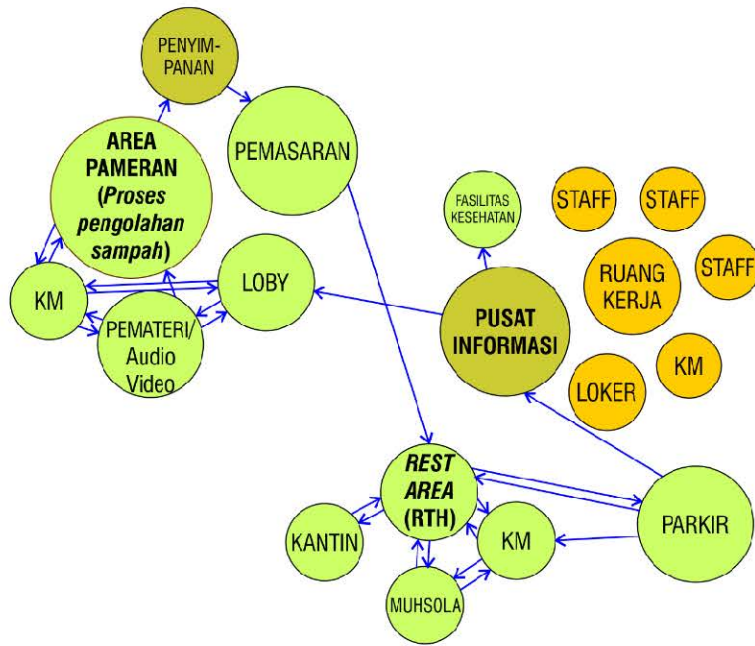 PENYIM-
PANAN
AREA
PAMERAN
(Proses
pengolahan
sampah)
PEMASARAN
FASILITAS
KESEHATAN
STAFF
STAFF
STAFF
RUANG
KERJA
KM
LOKER
KM
PEMATERI/
Audio
Video
LOBY
PUSAT
INFORMASI
REST
AREA
(RTH)
KANTIN
KM
MUHSOLA
PARKIR